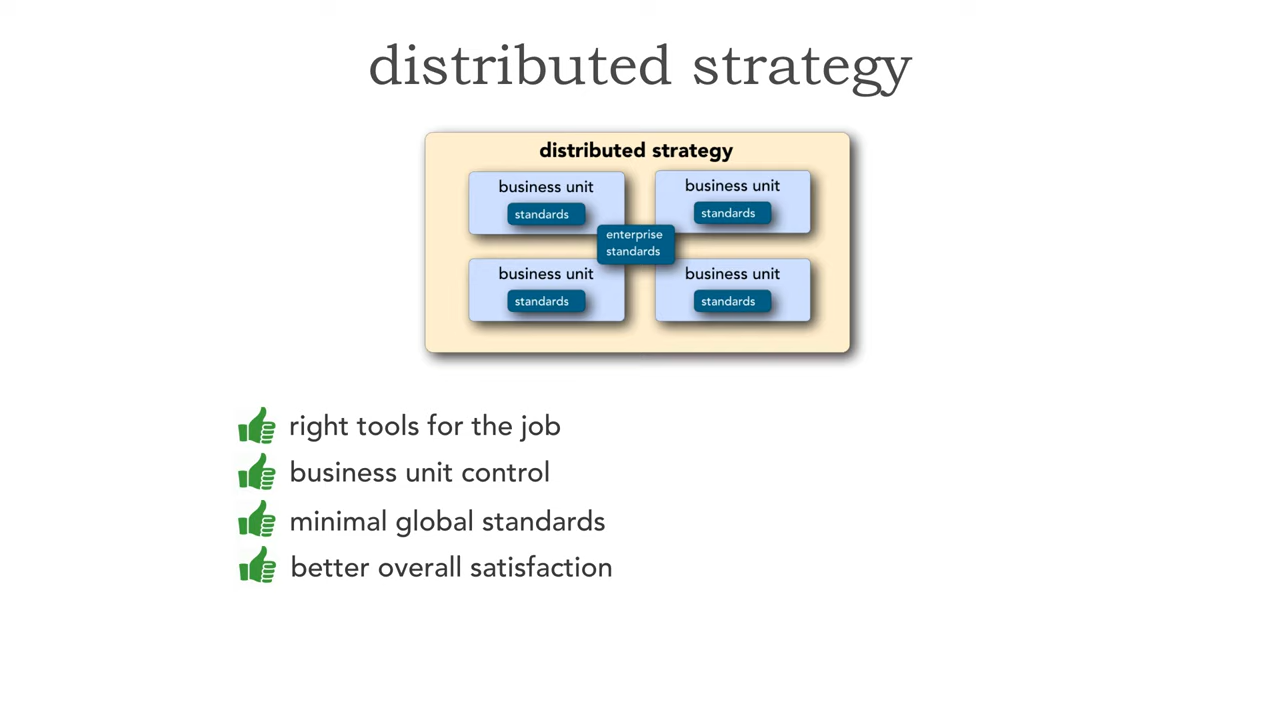 distributed strategy
distributed strategy
business unit
standards
business unit
standards
enterprise
standards
business unit
standards
business unit
standards
right tools for the job
business unit control
minimal global standards
better overall satisfaction